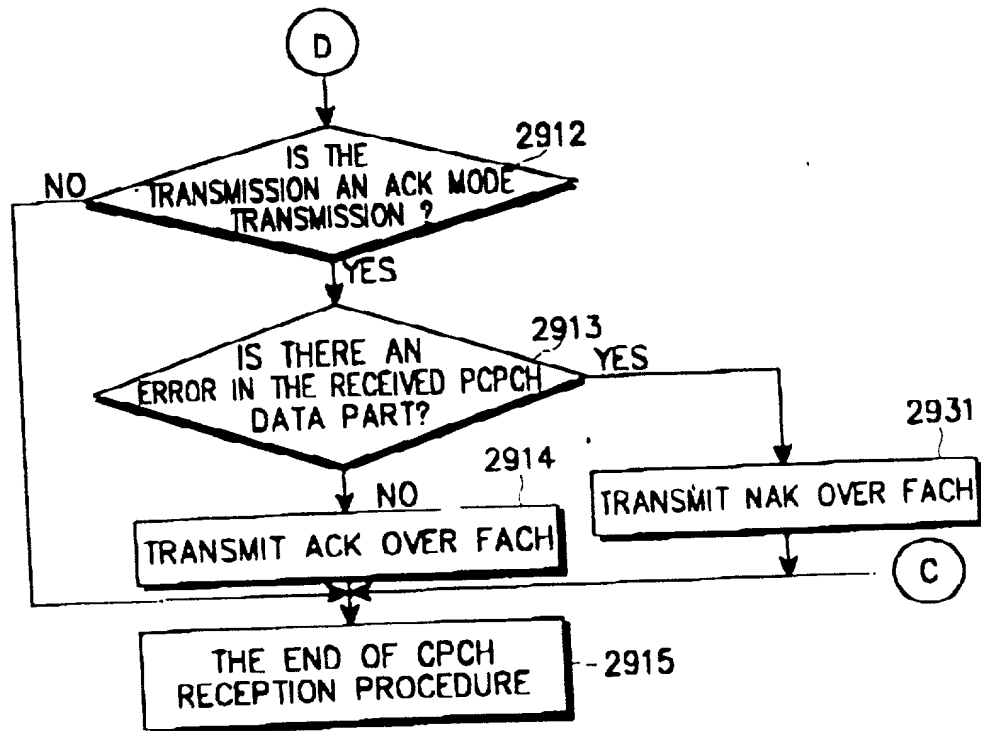 D
2912
IS THE
TRANSMISSION AN ACK MODE
TRANSMISSION ?
NO
YES
2913
IS THERE AN
ERROR IN THE RECEIVED PCPCH
DATA PART?
YES
2931
TRANSMIT NAK OVER FACH
2914
NO
TRANSMIT ACK OVER FACH
C
THE END OF CPCH
RECEPTION PROCEDURE
2915